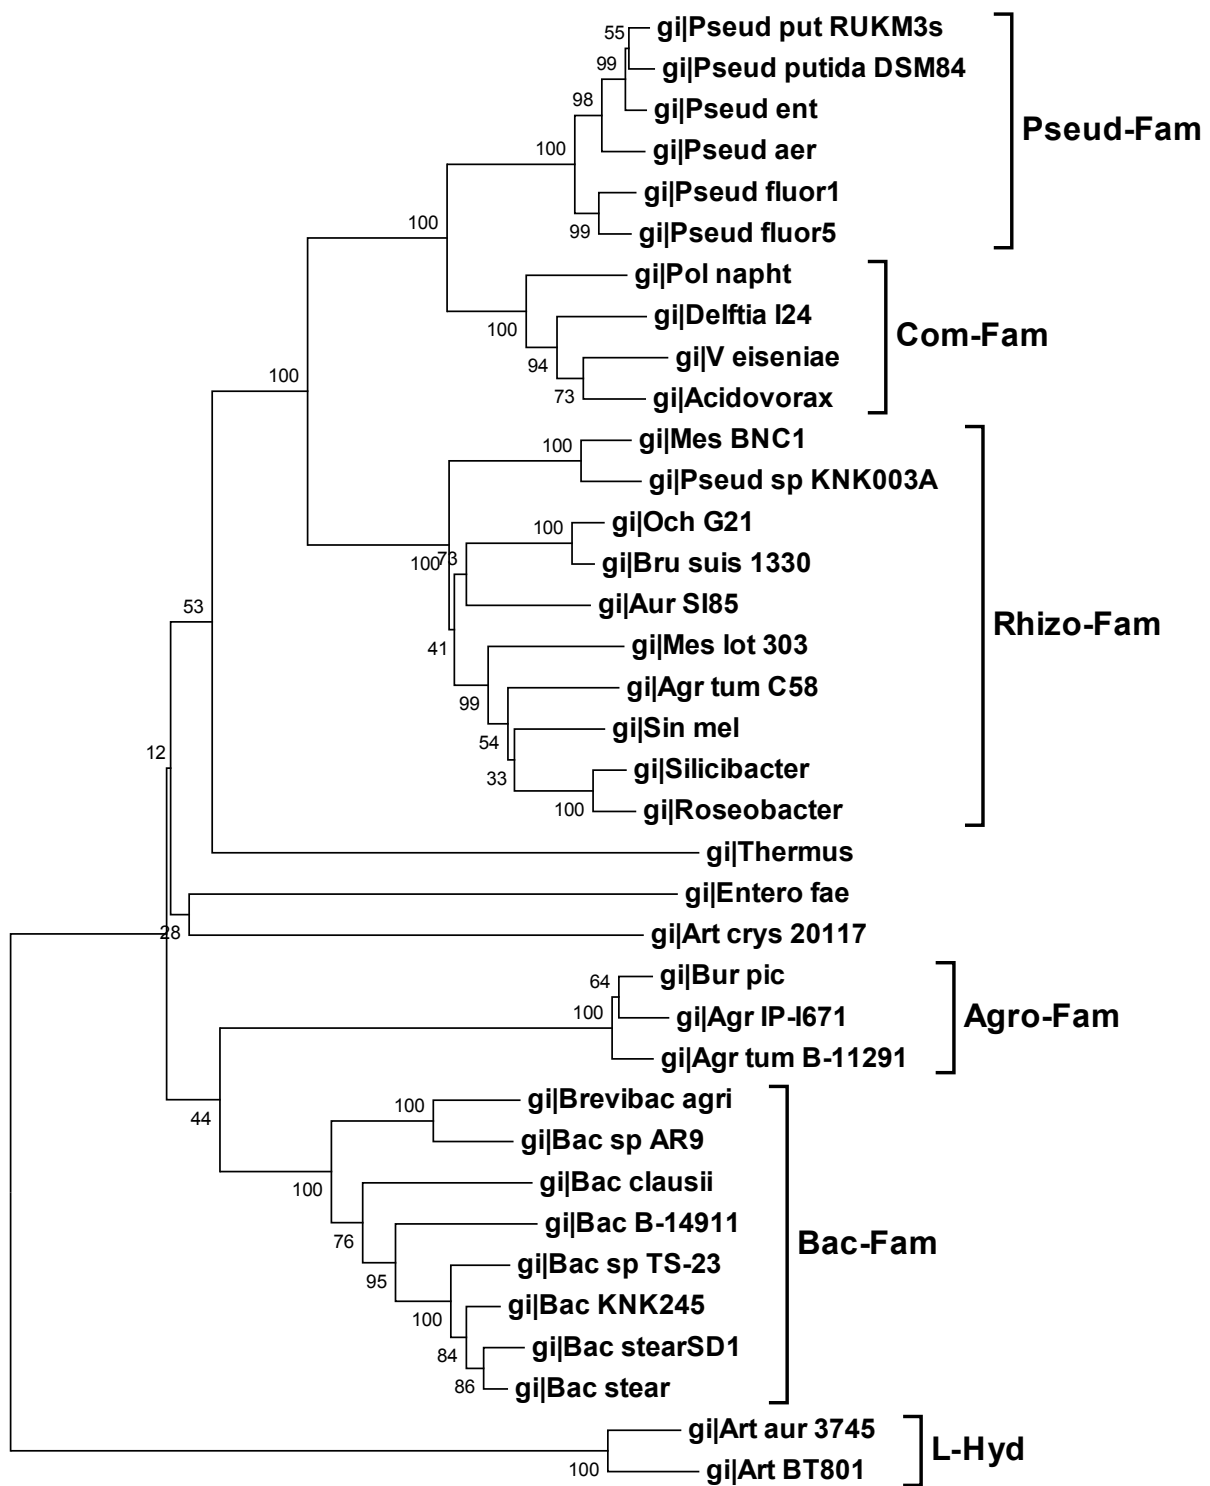 55
gi|Pseud put RUKM3s
99
gi|Pseud putida DSM84
98
gi|Pseud ent
Pseud-Fam
100
gi|Pseud aer
gi|Pseud fluor1
100
99
gi|Pseud fluor5
gi|Pol napht
100
gi|Delftia I24
Com-Fam
94
gi|V eiseniae
100
73
gi|Acidovorax
100
gi|Mes BNC1
gi|Pseud sp KNK003A
100
gi|Och G21
100
73
gi|Bru suis 1330
53
gi|Aur SI85
Rhizo-Fam
41
gi|Mes lot 303
99
gi|Agr tum C58
54
gi|Sin mel
12
33
gi|Silicibacter
100
gi|Roseobacter
gi|Thermus
gi|Entero fae
28
gi|Art crys 20117
64
gi|Bur pic
100
gi|Agr IP-I671
Agro-Fam
gi|Agr tum B-11291
44
100
gi|Brevibac agri
gi|Bac sp AR9
100
gi|Bac clausii
76
gi|Bac B-14911
Bac-Fam
95
gi|Bac sp TS-23
100
gi|Bac KNK245
84
gi|Bac stearSD1
86
gi|Bac stear
gi|Art aur 3745
L-Hyd
100
gi|Art BT801